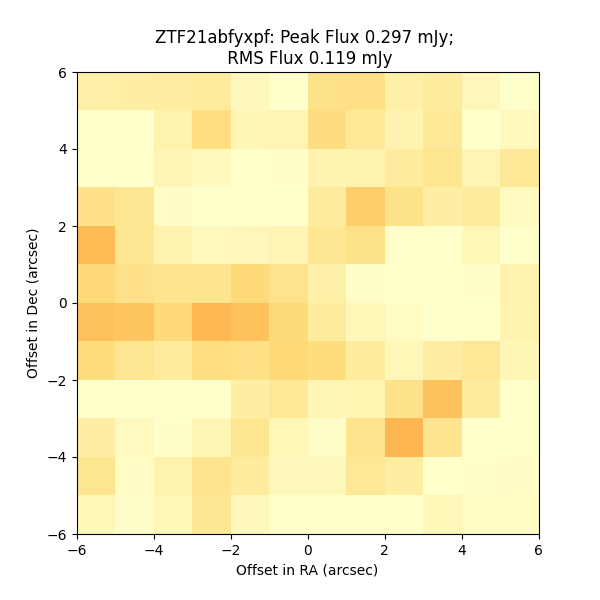 ZTF21abfyxpf: Peak Flux 0.297 mJy;
RMS Flux 0.119 mJy
6
4
2
0
−2
−4
−6
Offset in Dec (arcsec)
−6 −4 −2 0 2 4 6
Offset in RA (arcsec)